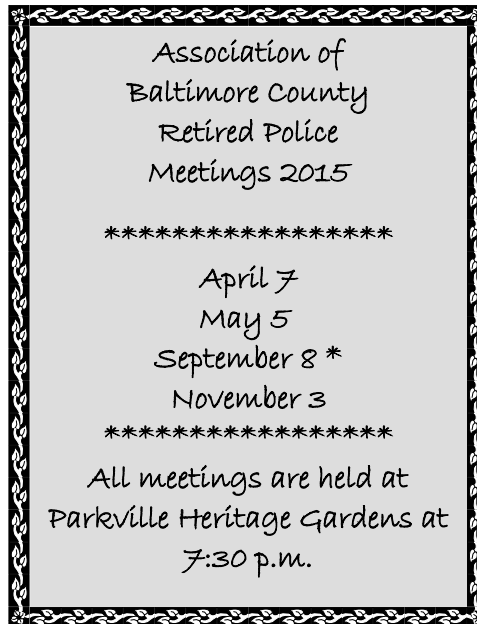 Association of
Baltimore County
Retired Police
Meetings 2015
*****************
April 7
May 5
September 8 *
November 3
*****************
All meetings are held at
Parkville Heritage Gardens at
7:30 p.m.